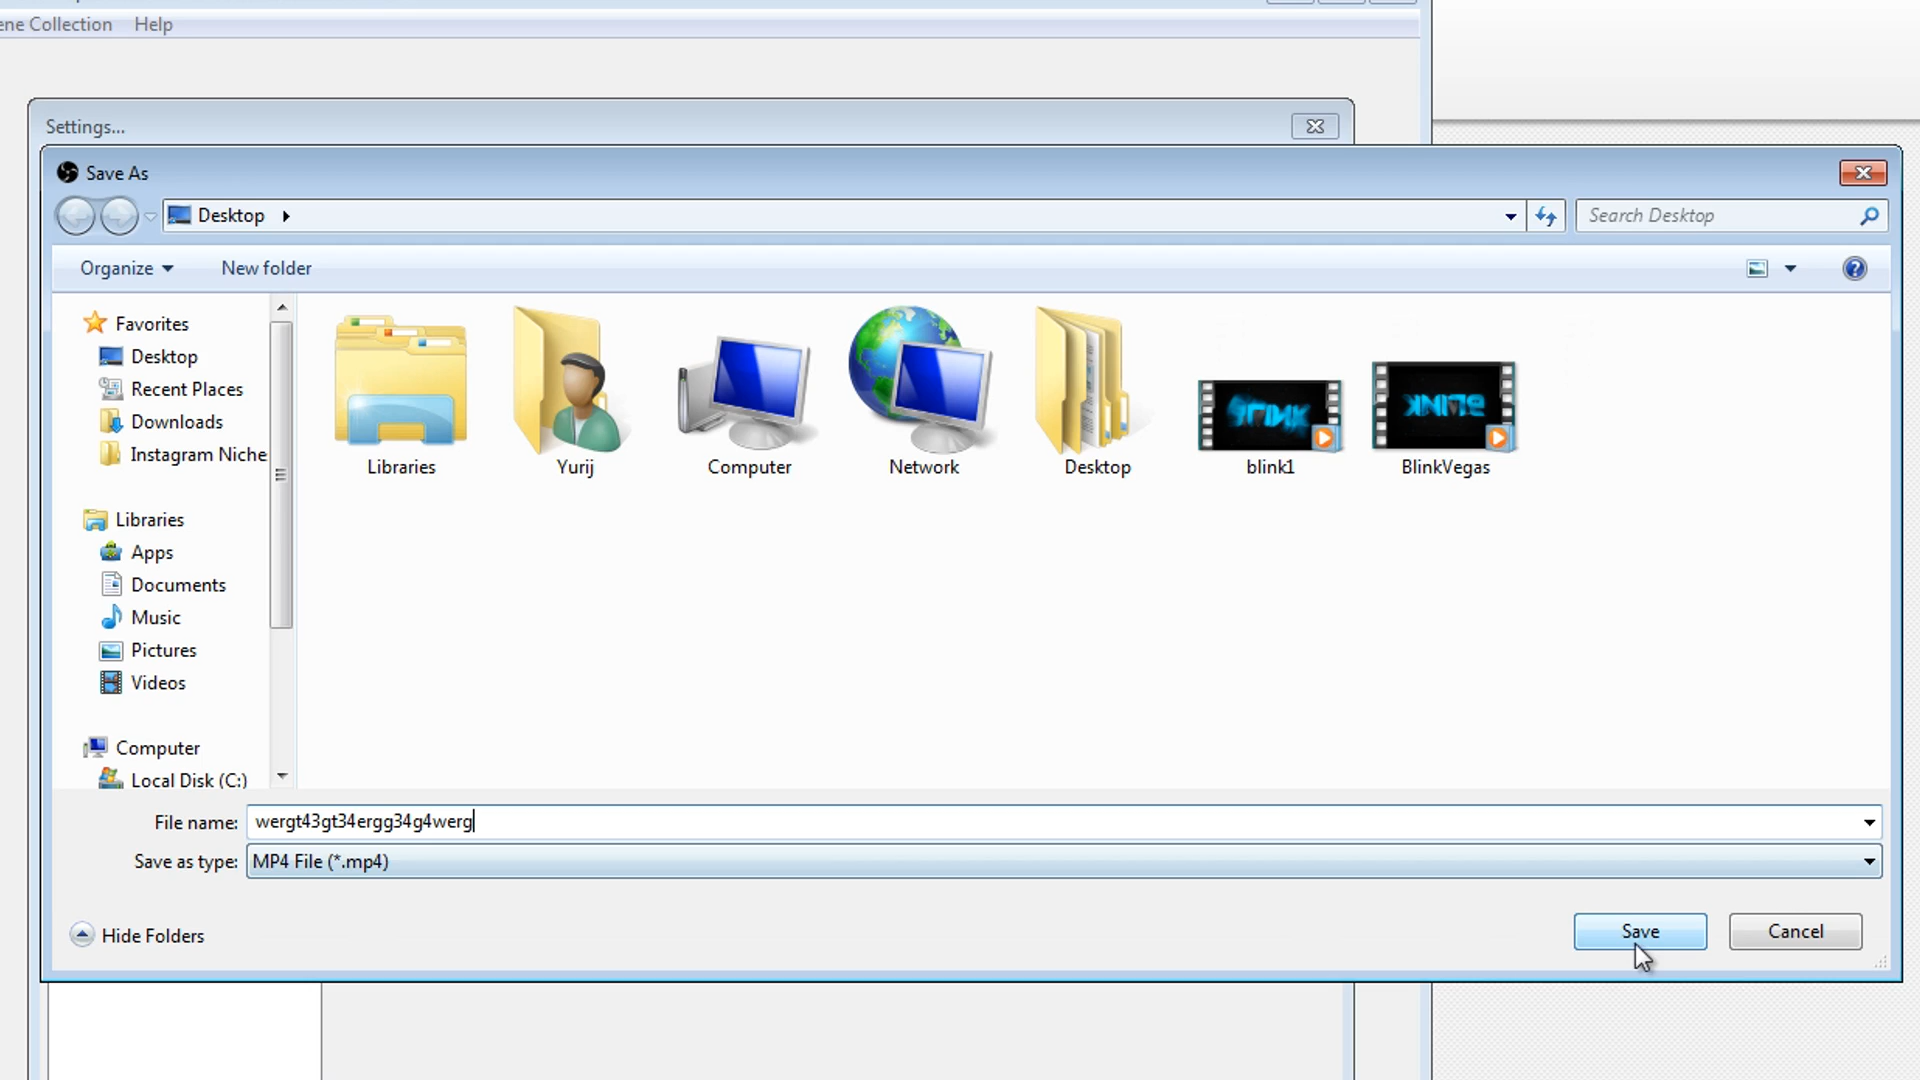 ene Collection Help
Settings...
Save As
Desktop
Search Desktop
Organize New folder
Favorites
Desktop
Recent Places
Downloads
Instagram Niche
Libraries
Apps
Documents
Music
Pictures
Videos
Computer
Local Disk (C:)
Libraries
Yurij
Computer
Network
Desktop
blink1
BlinkVegas
File name: wergt43gt34ergg34g4werg
Save as type: MP4 File (*.mp4)
Hide Folders
Save Cancel